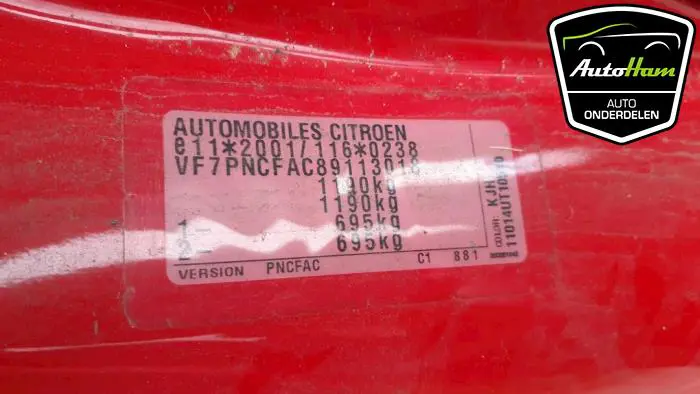 AutoHam
AUTO
ONDERDELEN
AUTOMOBILES CITROEN
e11*2001/116*0238
VF7PNCFAC89113018
1190kg
1190kg
1 695kg
2 695kg
VERSION PNCFAC C1 881
COLOR: KJH